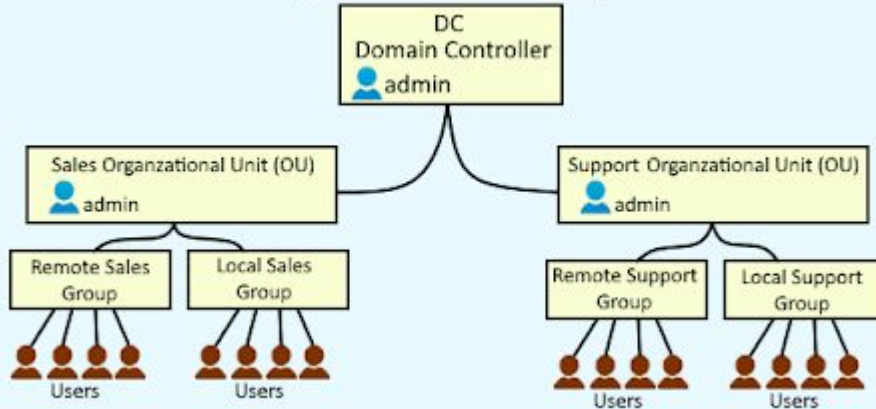 DC
Domain Controller
admin
Sales Organzational Unit (OU)
admin
Support Organzational Unit (OU)
admin
Remote Sales
Group
Local Sales
Group
Remote Support
Group
Local Support
Group
Users
Users
Users
Users